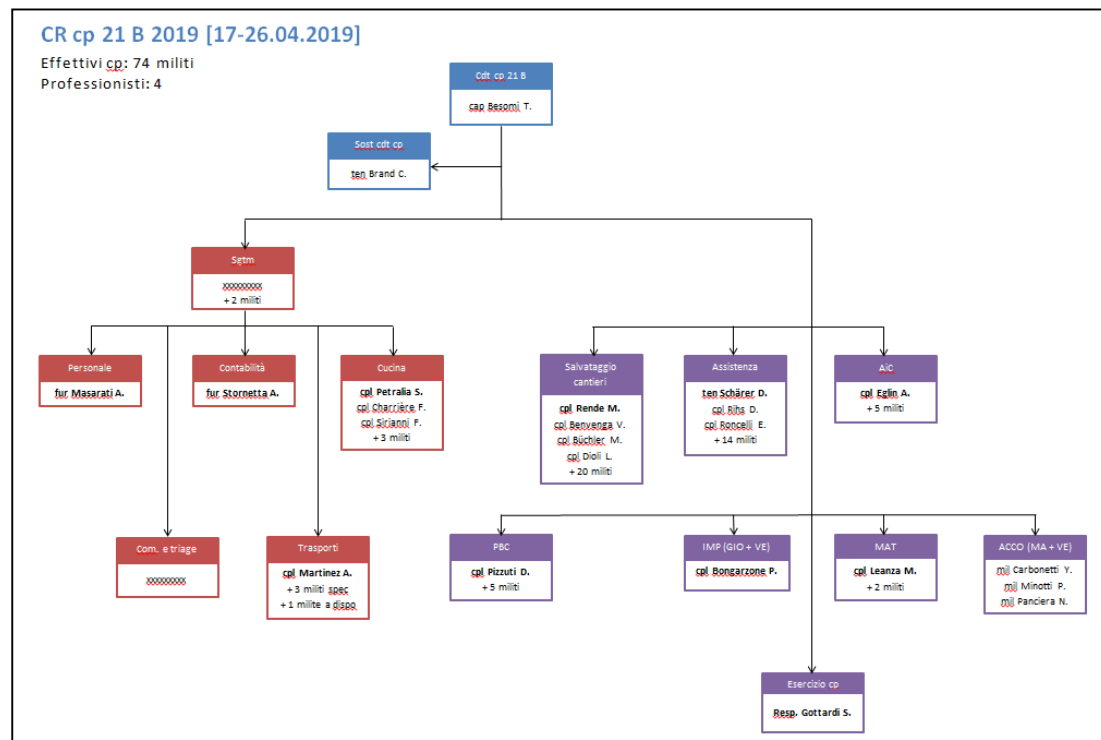 CR cp 21 B 2019 [17-26.04.2019]
Effettivi cp: 74 militi
Professionisti: 4
Cdt cp 21 B
cap Besomi T.
Sost cdt cp
ten Brand C.
Sgtm
xxxxxxxxx
+ 2 militi
Personale
fur Masarati A.
Contabilità
fur Stornetta A.
Cucina
cpl Petralia S.
cpl Charrière F.
cpl Sirianni F.
+ 3 militi
Salvataggio
cantieri
cpl Rende M.
cpl Benvenga V.
cpl Büchler M.
cpl Dioli L.
+ 20 militi
Assistenza
ten Schärer D.
cpl Rihs D.
cpl Roncelli E.
+ 14 militi
AiC
cpl Eglin A.
+ 5 militi
Com. e triage
xxxxxxxxx
Trasporti
cpl Martinez A.
+ 3 militi spec
+ 1 milite a dispo
PBC
cpl Pizzuti D.
+ 5 militi
IMP (GIO + VE)
cpl Bongarzone P.
MAT
cpl Leanza M.
+ 2 militi
ACCO (MA + VE)
mil Carbonetti Y.
mil Minotti P.
mil Panciera N.
Esercizio cp
Resp. Gottardi S.